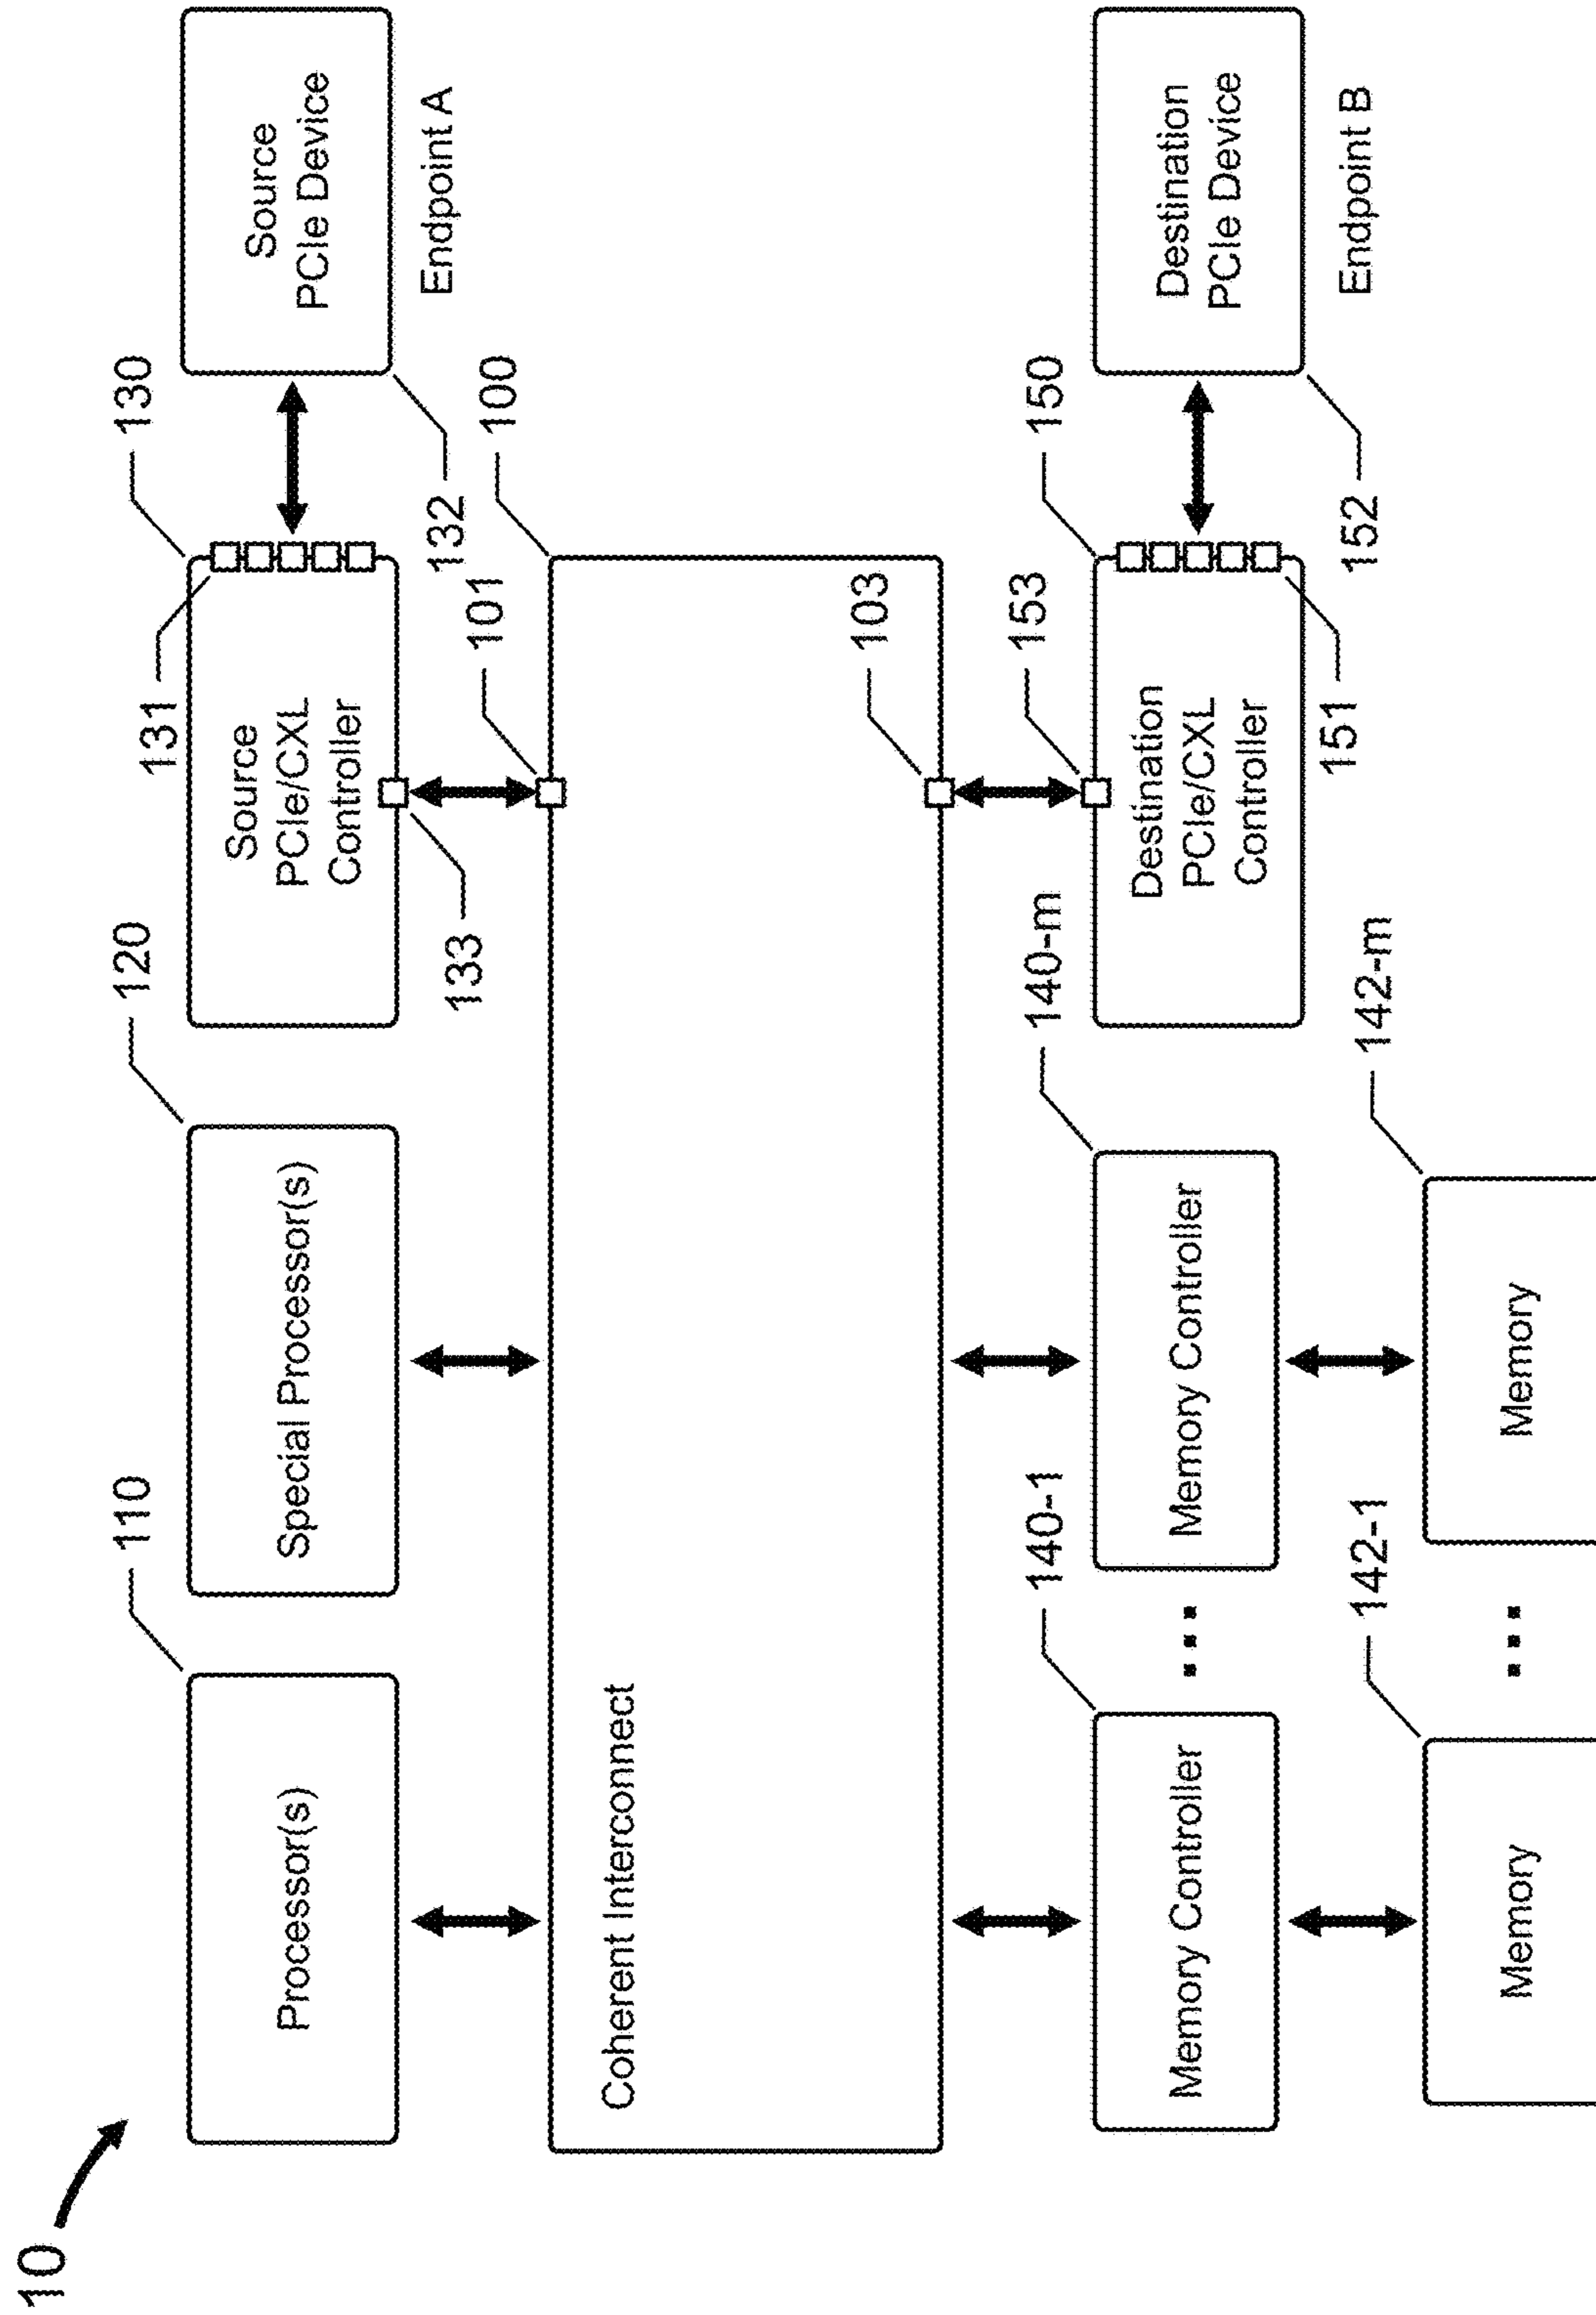 10
110
120
130
Processor(s)
Special Processor(s)
Source
PCIe/CXL
Controller
131
Source
PCIe Device
Endpoint A
132
133
101
100
Coherent Interconnect
103
140-1
140-m
153
150
Memory Controller
Memory Controller
Destination
PCIe/CXL
Controller
Destination
PCIe Device
151
152
Endpoint B
142-1
142-m
Memory
Memory